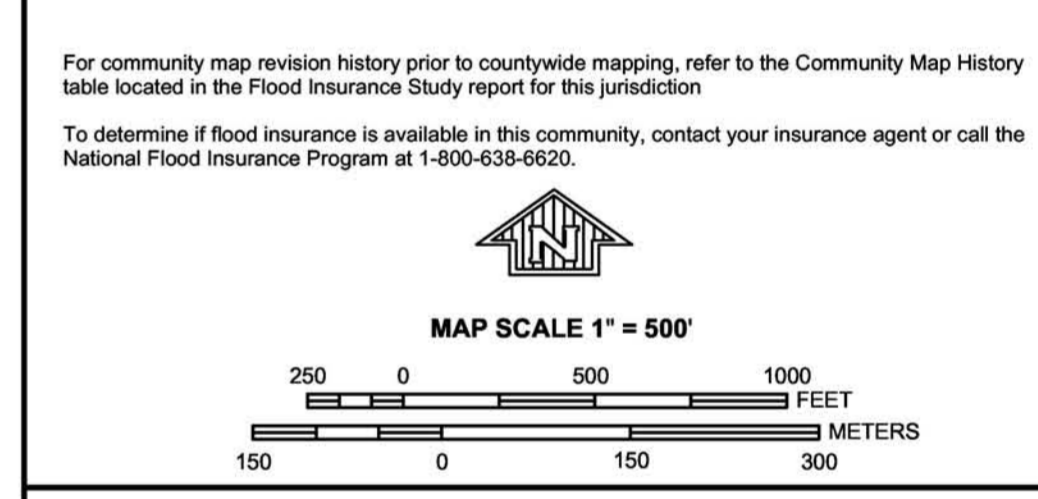 For community map revision history prior to countywide mapping, refer to the Community Map History
table located in the Flood Insurance Study report for this jurisdiction
To determine if flood insurance is available in this community, contact your insurance agent or call the
National Flood Insurance Program at 1-800-638-6620.
N
MAP SCALE 1" = 500'
250 0 500 1000
FEET
METERS
150 0 150 300